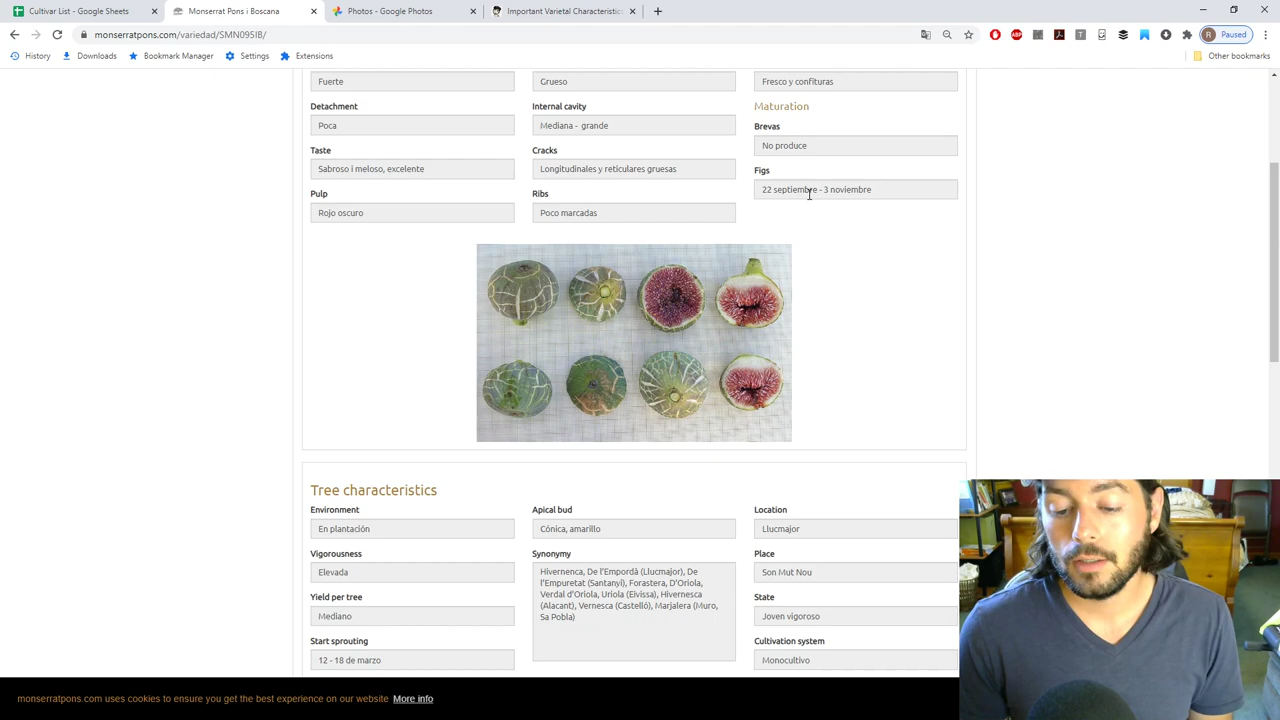 Cultivar List - Google Sheets
Monserrat Pons i Boscana
Photos - Google Photos
Important Varietal Characteristics
monserratpons.com/variedad/SMN095IB/
Paused
History
Downloads
Bookmark Manager
Settings
Extensions
Other bookmarks
Fuerte
Grueso
Fresco y confituras
Detachment
Internal cavity
Maturation
Poca
Mediana - grande
Brevas
No produce
Taste
Cracks
Sabroso i meloso, excelente
Longitudinales y reticulares gruesas
Figs
22 septiembre - 3 noviembre
Pulp
Ribs
Rojo oscuro
Poco marcadas
Tree characteristics
Environment
Apical bud
Location
En plantación
Cónica, amarillo
Llucmajor
Vigorousness
Synonymy
Place
Elevada
Hivernenca, De l'Empordà (Llucmajor), De
l'Empuretat (Santanyí), Forastera, D'Oriola,
Verdal d'Oriola, Uriola (Eivissa), Hivernesca
(Alacant), Vernesca (Castelló), Marjalera (Muro,
Sa Pobla)
Son Mut Nou
Yield per tree
State
Mediano
Joven vigoroso
Start sprouting
Cultivation system
12 - 18 de marzo
Monocultivo
monserratpons.com uses cookies to ensure you get the best experience on our website More info